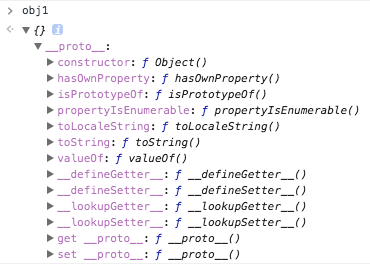 > obj1
<· ▼ {} i
▼ __proto__:
▶ constructor: ƒ Object()
▶ hasOwnProperty: ƒ hasOwnProperty()
▶ isPrototypeOf: ƒ isPrototypeOf()
▶ propertyIsEnumerable: ƒ propertyIsEnumerable()
▶ toLocaleString: ƒ toLocaleString()
▶ toString: ƒ toString()
▶ valueOf: ƒ valueOf()
▶ __defineGetter__: ƒ __defineGetter__()
▶ __defineSetter__: ƒ __defineSetter__()
▶ __lookupGetter__: ƒ __lookupGetter__()
▶ __lookupSetter__: ƒ __lookupSetter__()
▶ get __proto__: ƒ __proto__()
▶ set __proto__: ƒ __proto__()